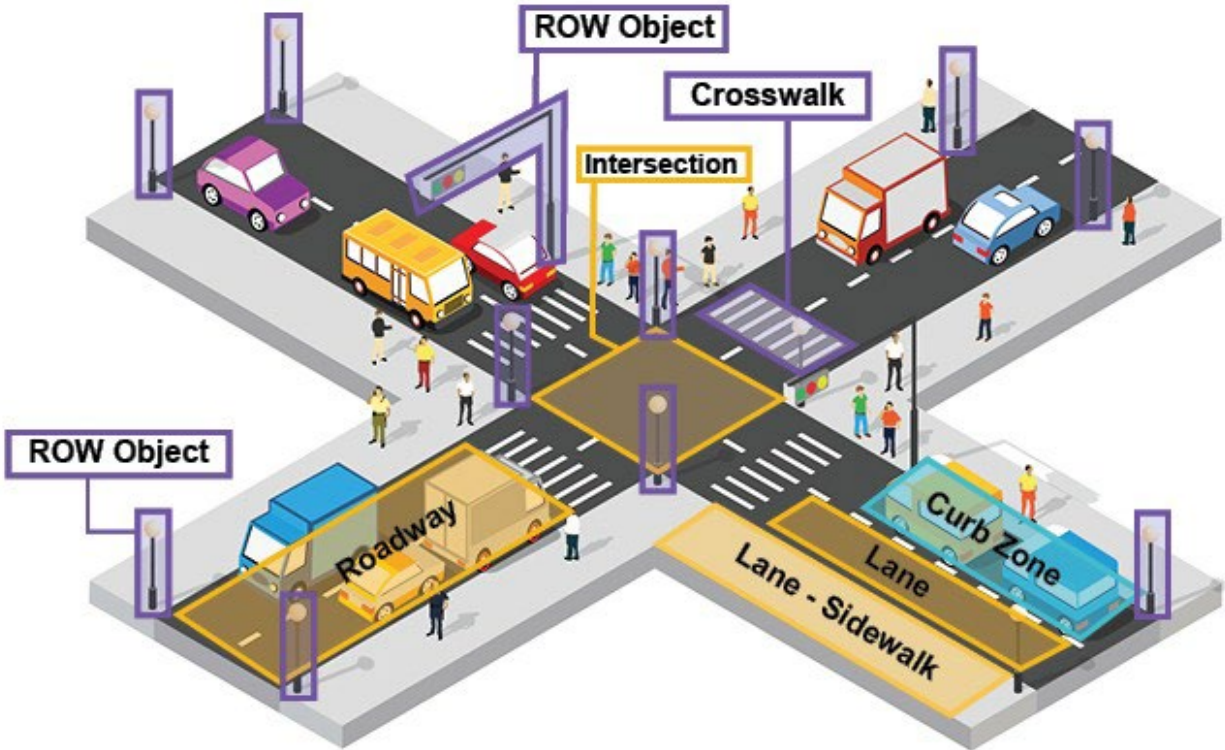 ROW Object
Crosswalk
Intersection
ROW Object
Roadway
Curb Zone
Lane
Lane - Sidewalk